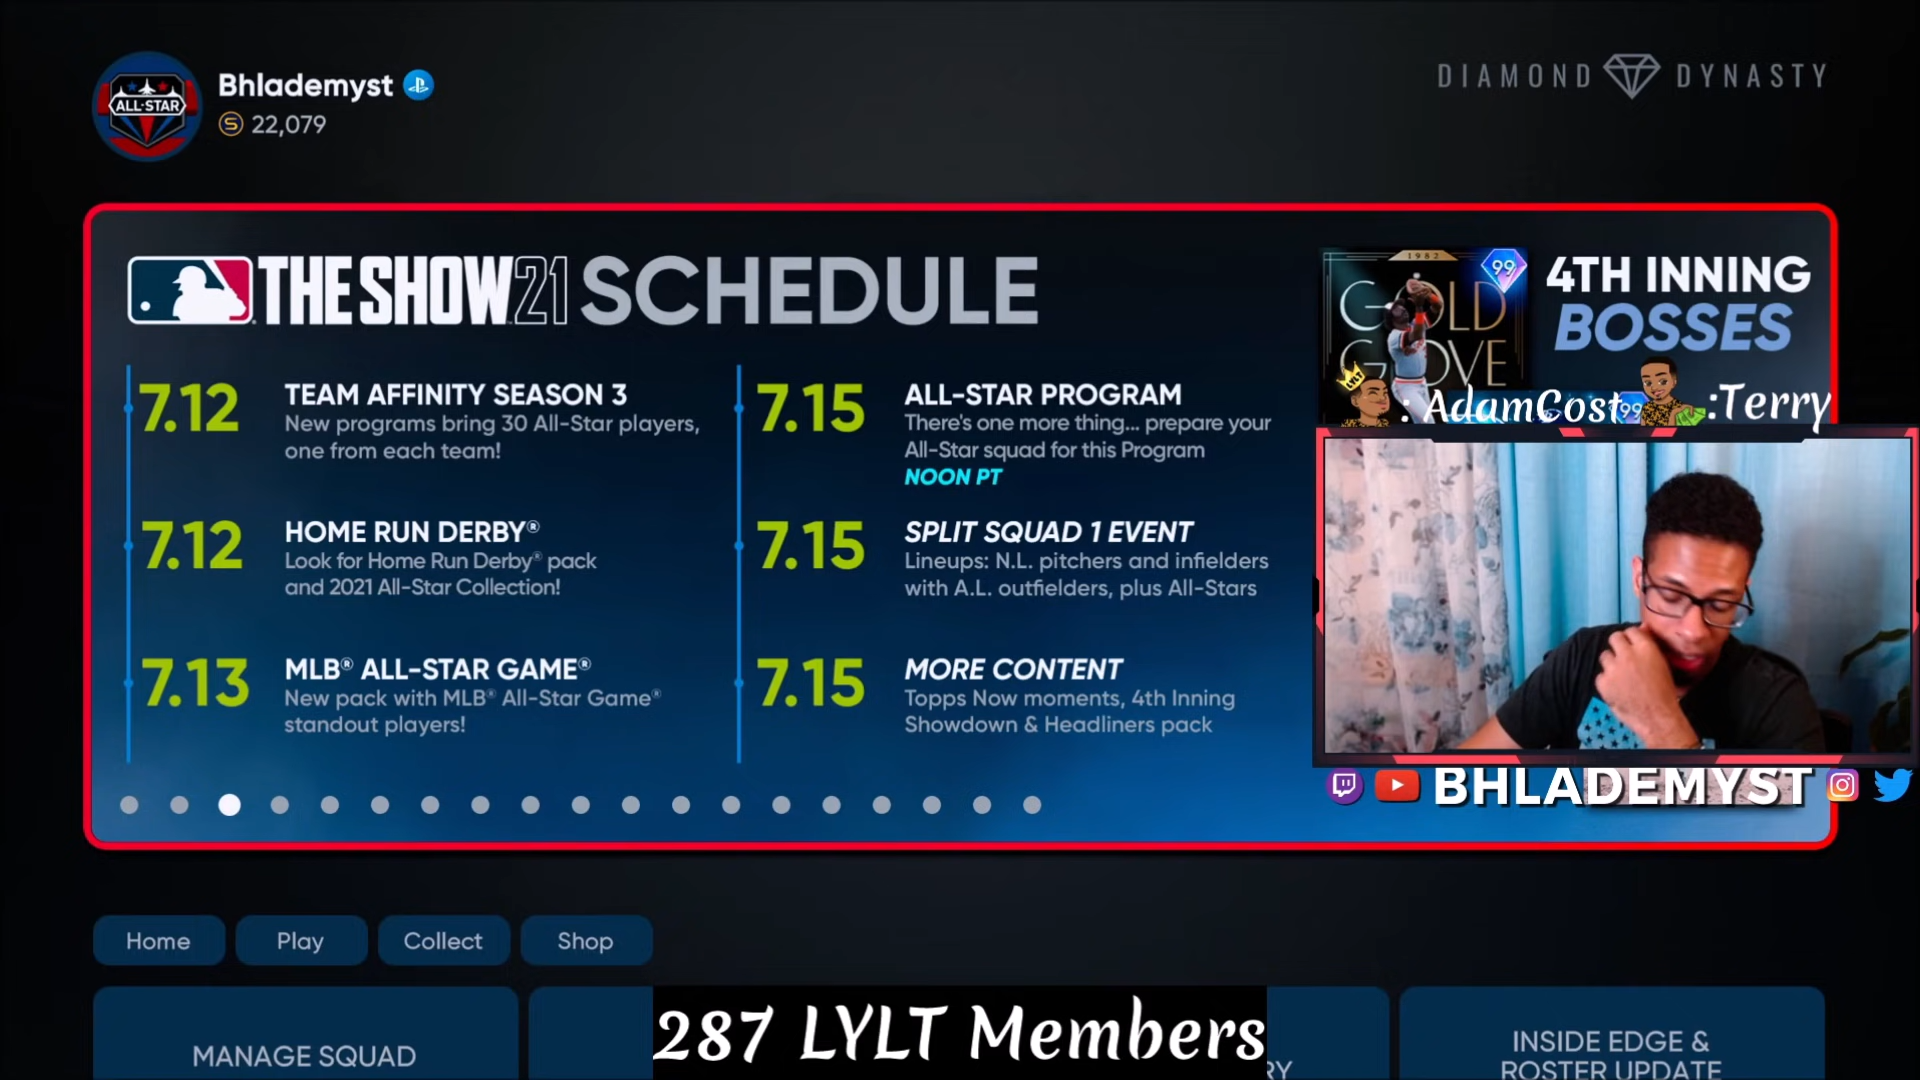 Bhlademyst
22,079
ALL-STAR
DIAMOND DYNASTY
THE SHOW 21 SCHEDULE
7.12
TEAM AFFINITY SEASON 3
New programs bring 30 All-Star players,
one from each team!
7.12
HOME RUN DERBY®
Look for Home Run Derby® pack
and 2021 All-Star Collection!
7.13
MLB® ALL-STAR GAME®
New pack with MLB® All-Star Game®
standout players!
7.15
ALL-STAR PROGRAM
There's one more thing... prepare your
All-Star squad for this Program
NOON PT
7.15
SPLIT SQUAD 1 EVENT
Lineups: N.L. pitchers and infielders
with A.L. outfielders, plus All-Stars
7.15
MORE CONTENT
Topps Now moments, 4th Inning
Showdown & Headliners pack
1982
99
GOLD
GLOVE
4TH INNING
BOSSES
LYLT
: AdamCost
99
:Terry
BHLADEMYST
Home
Play
Collect
Shop
MANAGE SQUAD
287 LYLT Members
INSIDE EDGE &
ROSTER UPDATE